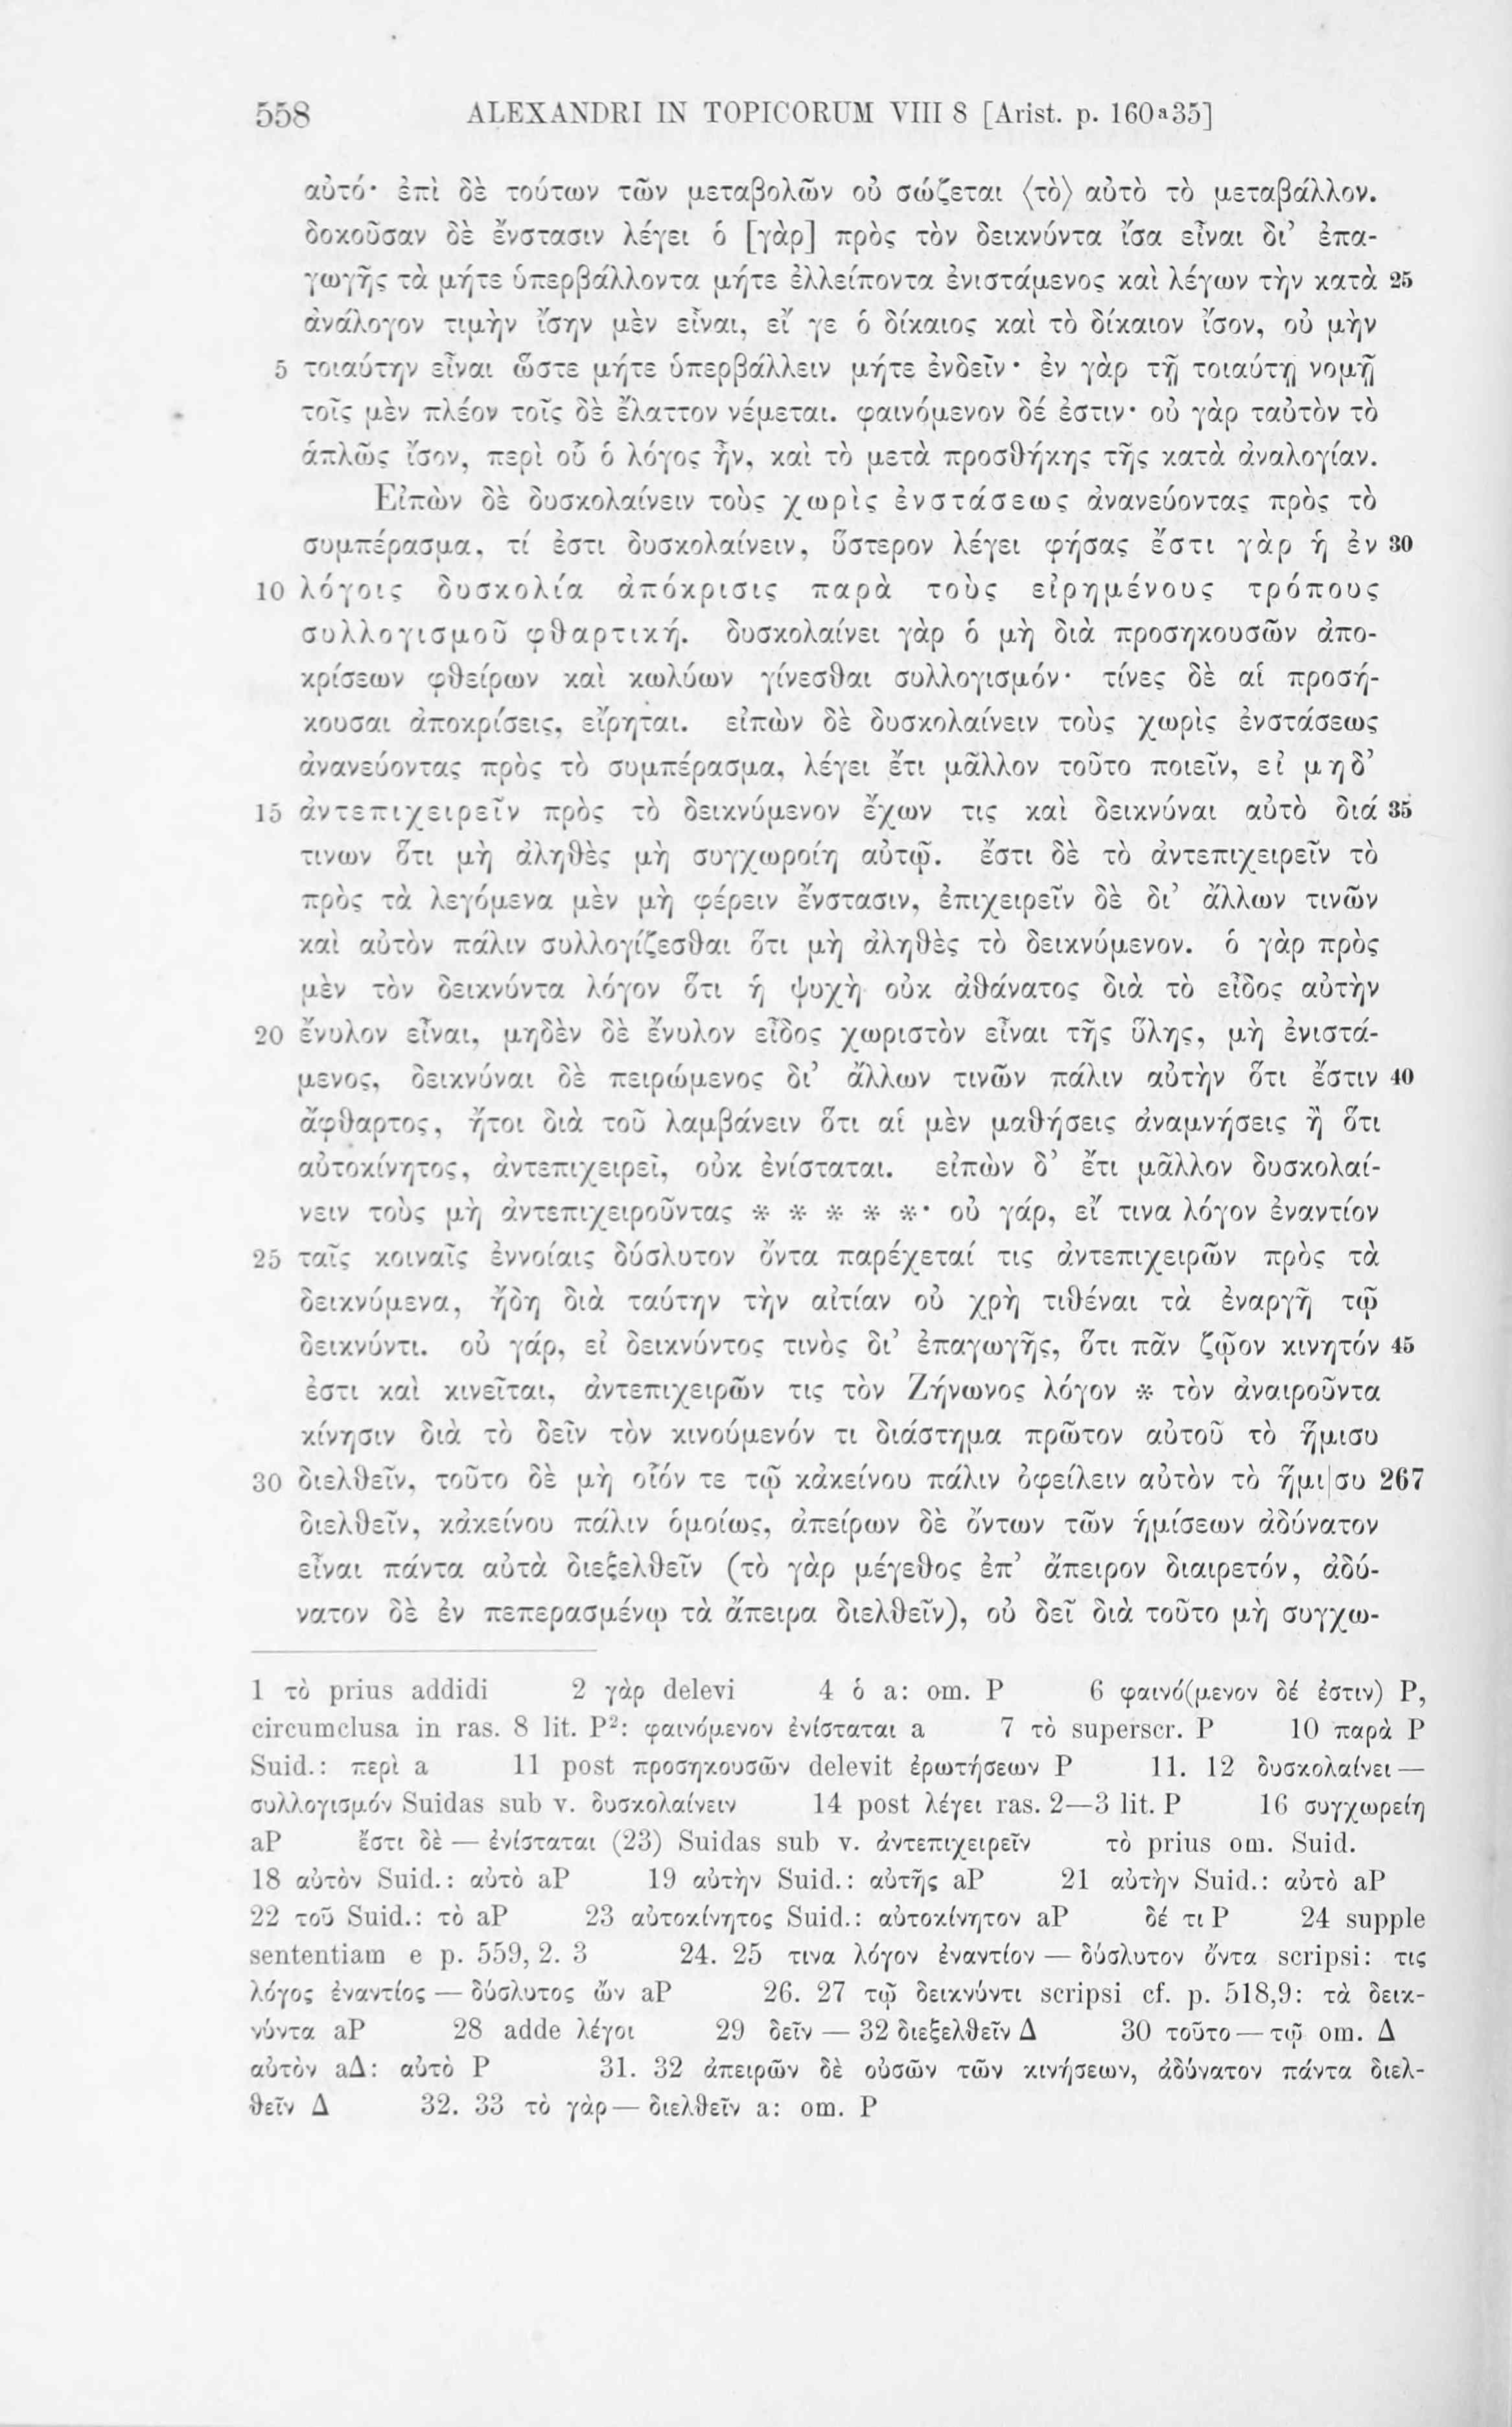 558 ALEXANDRI IN TOPICORUM VIII 8 [Arist. p. 160a35]
αὐτό· ἐπὶ δὲ τούτων τῶν μεταβολῶν οὐ σώζεται ⟨τὸ⟩ αὐτὸ τὸ μεταβάλλον.
δοκοῦσαν δὲ ἔνστασιν λέγει ὁ [γὰρ] πρὸς τὸν δεικνύντα ἴσα εἶναι δι’ ἐπα-
γωγῆς τὰ μήτε ὑπερβάλλοντα μήτε ἐλλείποντα ἐνιστάμενος καὶ λέγων τὴν κατὰ 25
ἀνάλογον τιμὴν ἴσην μὲν εἶναι, εἴ γε ὁ δίκαιος καὶ τὸ δίκαιον ἴσον, οὐ μὴν
5 τοιαύτην εἶναι ὥστε μήτε ὑπερβάλλειν μήτε ἐνδεῖν· ἐν γὰρ τῇ τοιαύτῃ νομῇ
τοῖς μὲν πλέον τοῖς δὲ ἔλαττον νέμεται. φαινόμενον δέ ἐστιν· οὐ γὰρ ταὐτὸν τὸ
ἁπλῶς ἴσον, περὶ οὗ ὁ λόγος ἦν, καὶ τὸ μετὰ προσθήκης τῆς κατὰ ἀναλογίαν.
Εἰπὼν δὲ δυσκολαίνειν τοὺς χωρὶς ἐνστάσεως ἀνανεύοντας πρὸς τὸ
συμπέρασμα, τί ἐστι δυσκολαίνειν, ὕστερον λέγει φήσας ἔστι γὰρ ἡ ἐν 30
10 λόγοις δυσκολία ἀπόκρισις παρὰ τοὺς εἰρημένους τρόπους
συλλογισμοῦ φθαρτική. δυσκολαίνει γὰρ ὁ μὴ διὰ προσηκουσῶν ἀπο-
κρίσεων φθείρων καὶ κωλύων γίνεσθαι συλλογισμόν· τίνες δὲ αἱ προσή-
κουσαι ἀποκρίσεις, εἴρηται. εἰπὼν δὲ δυσκολαίνειν τοὺς χωρὶς ἐνστάσεως
ἀνανεύοντας πρὸς τὸ συμπέρασμα, λέγει ἔτι μᾶλλον τοῦτο ποιεῖν, εἰ μηδ’
15 ἀντεπιχειρεῖν πρὸς τὸ δεικνύμενον ἔχων τις καὶ δεικνύναι αὐτὸ διά 35
τινων ὅτι μὴ ἀληθὲς μὴ συγχωροίη αὐτῷ. ἔστι δὲ τὸ ἀντεπιχειρεῖν τὸ
πρὸς τὰ λεγόμενα μὲν μὴ φέρειν ἔνστασιν, ἐπιχειρεῖν δὲ δι’ ἄλλων τινῶν
καὶ αὐτὸν πάλιν συλλογίζεσθαι ὅτι μὴ ἀληθὲς τὸ δεικνύμενον. ὁ γὰρ πρὸς
μὲν τὸν δεικνύντα λόγον ὅτι ἡ ψυχὴ οὐκ ἀθάνατος διὰ τὸ εἶδος αὐτὴν
20 ἔνυλον εἶναι, μηδὲν δὲ ἔνυλον εἶδος χωριστὸν εἶναι τῆς ὕλης, μὴ ἐνιστά-
μενος, δεικνύναι δὲ πειρώμενος δι’ ἄλλων τινῶν πάλιν αὐτὴν ὅτι ἔστιν 40
ἄφθαρτος, ἤτοι διὰ τοῦ λαμβάνειν ὅτι αἱ μὲν μαθήσεις ἀναμνήσεις ἢ ὅτι
αὐτοκίνητος, ἀντεπιχειρεῖ, οὐκ ἐνίσταται. εἰπὼν δ’ ἔτι μᾶλλον δυσκολαί-
νειν τοὺς μὴ ἀντεπιχειροῦντας * * * * *· οὐ γάρ, εἴ τινα λόγον ἐναντίον
25 ταῖς κοιναῖς ἐννοίαις δύσλυτον ὄντα παρέχεταί τις ἀντεπιχειρῶν πρὸς τὰ
δεικνύμενα, ἤδη διὰ ταύτην τὴν αἰτίαν οὐ χρὴ τιθέναι τὰ ἐναργῆ τῷ
δεικνύντι. οὐ γάρ, εἰ δεικνύντος τινὸς δι’ ἐπαγωγῆς, ὅτι πᾶν ζῷον κινητόν 45
ἐστι καὶ κινεῖται, ἀντεπιχειρῶν τις τὸν Ζήνωνος λόγον * τὸν ἀναιροῦντα
κίνησιν διὰ τὸ δεῖν τὸν κινούμενόν τι διάστημα πρῶτον αὐτοῦ τὸ ἥμισυ
30 διελθεῖν, τοῦτο δὲ μὴ οἷόν τε τῷ κἀκείνου πάλιν ὀφείλειν αὐτὸν τὸ ἥμι|συ 267
διελθεῖν, κἀκείνου πάλιν ὁμοίως, ἀπείρων δὲ ὄντων τῶν ἡμίσεων ἀδύνατον
εἶναι πάντα αὐτὰ διεξελθεῖν (τὸ γὰρ μέγεθος ἐπ’ ἄπειρον διαιρετόν, ἀδύ-
νατον δὲ ἐν πεπερασμένῳ τὰ ἄπειρα διελθεῖν), οὐ δεῖ διὰ τοῦτο μὴ συγχω-
1 τὸ prius addidi 2 γὰρ delevi 4 ὁ a: om. P 6 φαινό(μενον δέ ἐστιν) P,
circumclusa in ras. 8 lit. P²: φαινόμενον ἐνίσταται a 7 τὸ superscr. P 10 παρὰ P
Suid.: περὶ a 11 post προσηκουσῶν delevit ἐρωτήσεων P 11. 12 δυσκολαίνει —
συλλογισμόν Suidas sub v. δυσκολαίνειν 14 post λέγει ras. 2—3 lit. P 16 συγχωρείη
aP ἔστι δὲ — ἐνίσταται (23) Suidas sub v. ἀντεπιχειρεῖν τὸ prius om. Suid.
18 αὐτὸν Suid.: αὐτὸ aP 19 αὐτὴν Suid.: αὐτῆς aP 21 αὐτὴν Suid.: αὐτὸ aP
22 τοῦ Suid.: τὸ aP 23 αὐτοκίνητος Suid.: αὐτοκίνητον aP δέ τι P 24 supple
sententiam e p. 559, 2. 3 24. 25 τινα λόγον ἐναντίον — δύσλυτον ὄντα scripsi: τις
λόγος ἐναντίος — δύσλυτος ὤν aP 26. 27 τῷ δεικνύντι scripsi cf. p. 518,9: τὰ δεικ-
νύντα aP 28 adde λέγοι 29 δεῖν — 32 διεξελθεῖν Δ 30 τοῦτο — τῷ om. Δ
αὐτὸν aΔ: αὐτὸ P 31. 32 ἀπειρῶν δὲ οὐσῶν τῶν κινήσεων, ἀδύνατον πάντα διελ-
θεῖν Δ 32. 33 τὸ γὰρ — διελθεῖν a: om. P